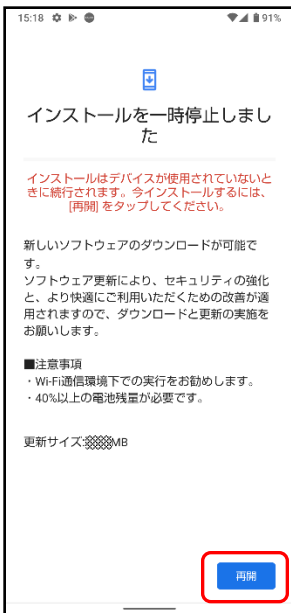 15:18 91%
インストールを一時停止しまし
た
インストールはデバイスが使用されていないと
きに続行されます。今インストールするには、
[再開] をタップしてください。
新しいソフトウェアのダウンロードが可能で
す。
ソフトウェア更新により、セキュリティの強化
と、より快適にご利用いただくための改善が適
用されますので、ダウンロードと更新の実施を
お願いします。
■注意事項
・Wi-Fi通信環境下での実行をお勧めします。
・40%以上の電池残量が必要です。
更新サイズ:MB
再開